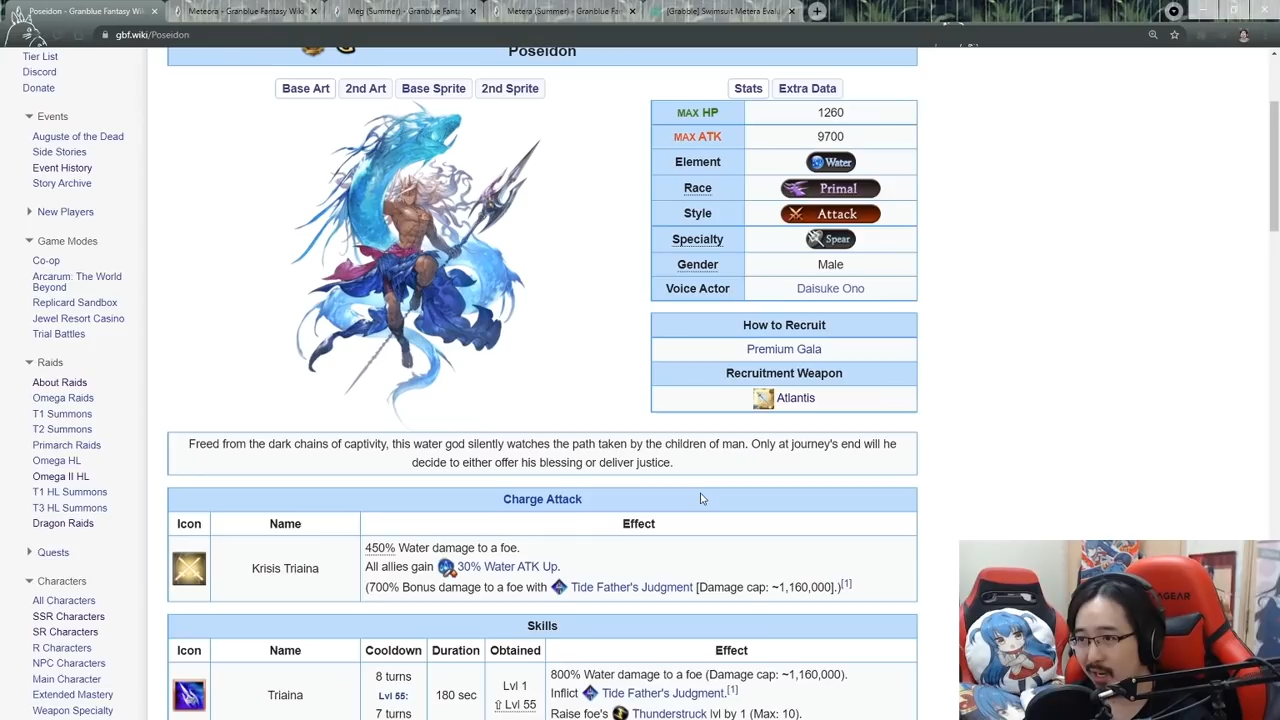 Poseidon - Granblue Fantasy Wi
Meteora - Granblue Fantasy Wiki
Meg (Summer) - Granblue Fanta
Metera (Summer) - Granblue Fan
[Grabble] Swimsuit Metera Evalu
gbf.wiki/Poseidon
Tier List
Discord
Donate
Events
Auguste of the Dead
Side Stories
Event History
Story Archive
New Players
Game Modes
Co-op
Arcarum: The World
Beyond
Replicard Sandbox
Jewel Resort Casino
Trial Battles
Raids
About Raids
Omega Raids
T1 Summons
T2 Summons
Primarch Raids
Omega HL
Omega II HL
T1 HL Summons
T3 HL Summons
Dragon Raids
Quests
Characters
All Characters
SSR Characters
SR Characters
R Characters
NPC Characters
Main Character
Extended Mastery
Weapon Specialty
Poseidon
Base Art 2nd Art Base Sprite 2nd Sprite
Stats Extra Data
MAX HP 1260
MAX ATK 9700
Element Water
Race Primal
Style Attack
Specialty Spear
Gender Male
Voice Actor Daisuke Ono
How to Recruit
Premium Gala
Recruitment Weapon
Atlantis
Freed from the dark chains of captivity, this water god silently watches the path taken by the children of man. Only at journey's end will he
decide to either offer his blessing or deliver justice.
Charge Attack
Icon Name Effect
Krisis Triaina
450% Water damage to a foe.
All allies gain 30% Water ATK Up.
(700% Bonus damage to a foe with Tide Father's Judgment [Damage cap: ~1,160,000].)[1]
Skills
Icon Name Cooldown Duration Obtained Effect
Triaina
8 turns
Lvl 55:
7 turns
180 sec
Lvl 1
⇧ Lvl 55
800% Water damage to a foe (Damage cap: ~1,160,000).
Inflict Tide Father's Judgment.[1]
Raise foe's Thunderstruck lvl by 1 (Max: 10).